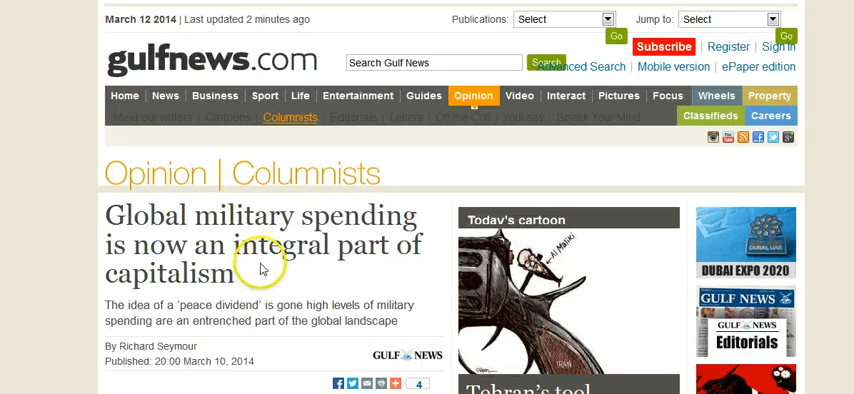 March 12 2014 | Last updated 2 minutes ago
Publications: Select
Jump to: Select
Go
Go
gulfnews.com
Search Gulf News
Search
Subscribe | Register | Sign In
Advanced Search | Mobile version | ePaper edition
Home News Business Sport Life Entertainment Guides Opinion Video Interact Pictures Focus Wheels Property
Meet our writers Cartoons Columnists Editorials Letters Off the Cuff Your say Speak Your Mind
Classifieds Careers
Opinion | Columnists
Global military spending
is now an integral part of
capitalism
The idea of a 'peace dividend' is gone high levels of military
spending are an entrenched part of the global landscape
By Richard Seymour
Published: 20:00 March 10, 2014
GULF NEWS
4
Today's cartoon
Al Maliki
IRAN
Tehran's tool
DUBAI EXPO 2020
GULF NEWS
GULF NEWS
Editorials